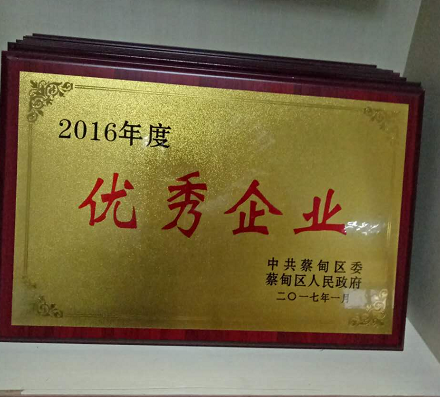 2016年度
优秀企业
中共蔡甸区委
蔡甸区人民政府
二〇一七年一月